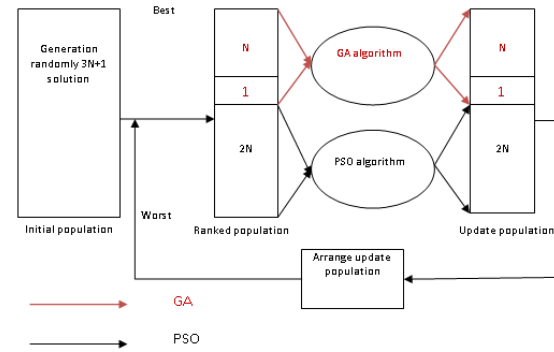 Best
Generation
randomly 3N+1
solution
N
GA algorithm
N
1
1
2N
PSO algorithm
2N
Worst
Initial population
Ranked population
Update population
Arrange update
population
GA
PSO